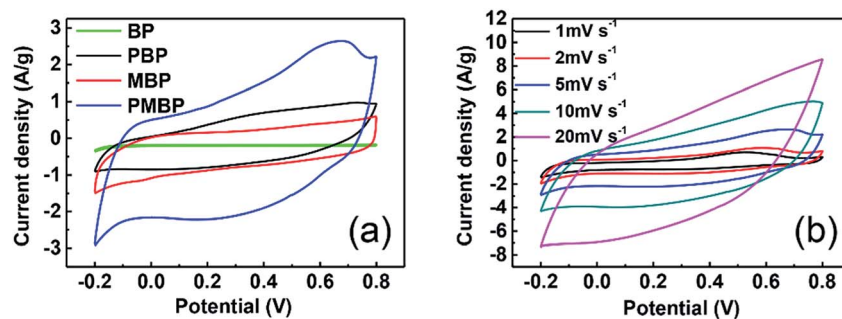 BP
PBP
MBP
PMBP
(a)
3
2
1
0
-1
-2
-3
-0.2 0.0 0.2 0.4 0.6 0.8
Potential (V)
Current density (A/g)
1mV s⁻¹
2mV s⁻¹
5mV s⁻¹
10mV s⁻¹
20mV s⁻¹
(b)
12
10
8
6
4
2
0
-2
-4
-6
-8
-0.2 0.0 0.2 0.4 0.6 0.8
Potential (V)
Current density (A/g)